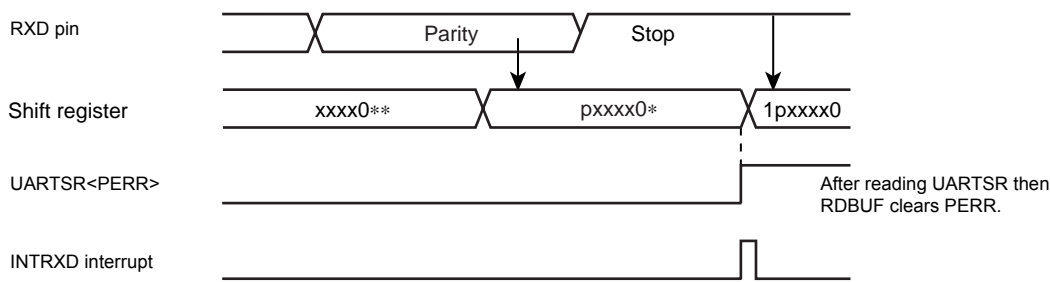 RXD pin
Parity
Stop
Shift register
xxxx0**
pxxxx0*
1pxxxx0
UARTSR<PERR>
After reading UARTSR then
RDBUF clears PERR.
INTRXD interrupt